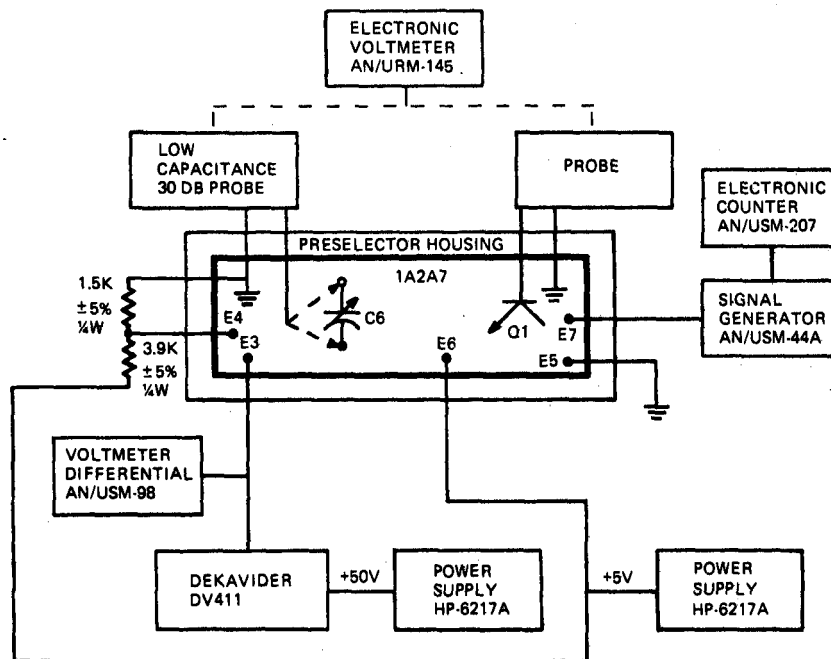 ELECTRONIC
VOLTMETER
AN/URM-145
LOW
CAPACITANCE
30 DB PROBE
PROBE
ELECTRONIC
COUNTER
AN/USM-207
PRESELECTOR HOUSING
1A2A7
1.5K
±5%
¼W
E4
E3
3.9K
±5%
¼W
C6
E6
Q1
E7
E5
SIGNAL
GENERATOR
AN/USM-44A
VOLTMETER
DIFFERENTIAL
AN/USM-98
DEKAVIDER
DV411
+50V
POWER
SUPPLY
HP-6217A
+5V
POWER
SUPPLY
HP-6217A